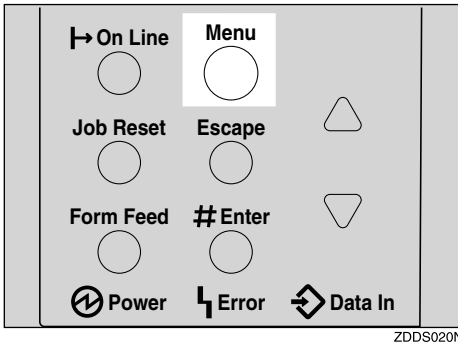 On Line Menu
Job Reset Escape
Form Feed # Enter
Power Error Data In
ZDDS020N